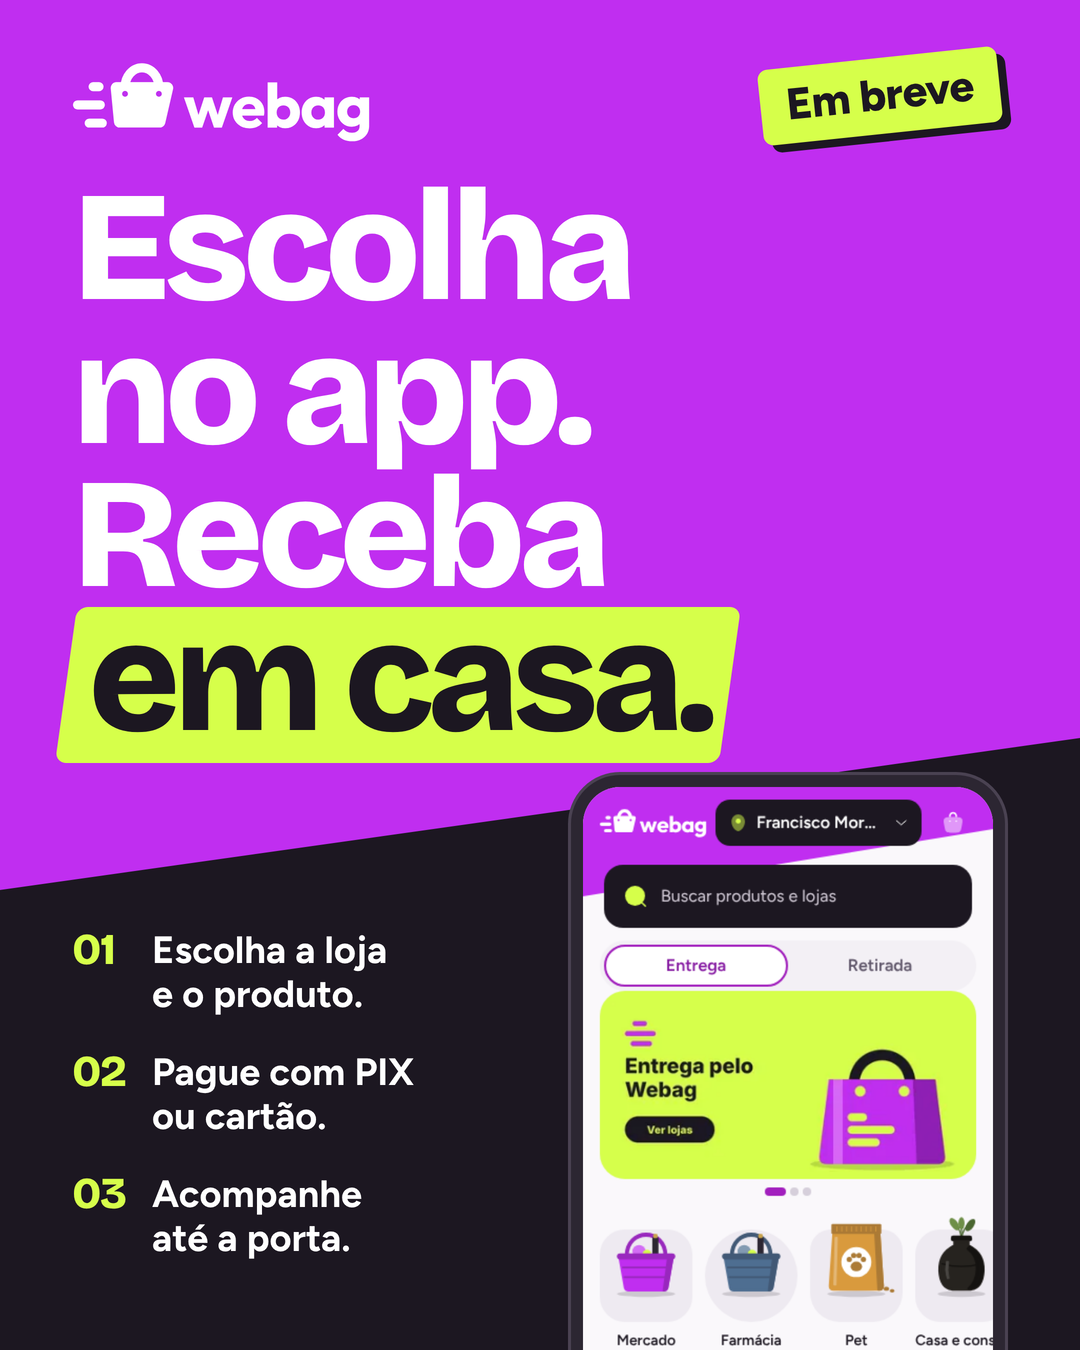 webag
Em breve
Escolha
no app.
Receba
em casa.
01 Escolha a loja
e o produto.
02 Pague com PIX
ou cartão.
03 Acompanhe
até a porta.
webag
Francisco Mor...
Buscar produtos e lojas
Entrega
Retirada
Entrega pelo
Webag
Ver lojas
Mercado
Farmácia
Pet
Casa e cons